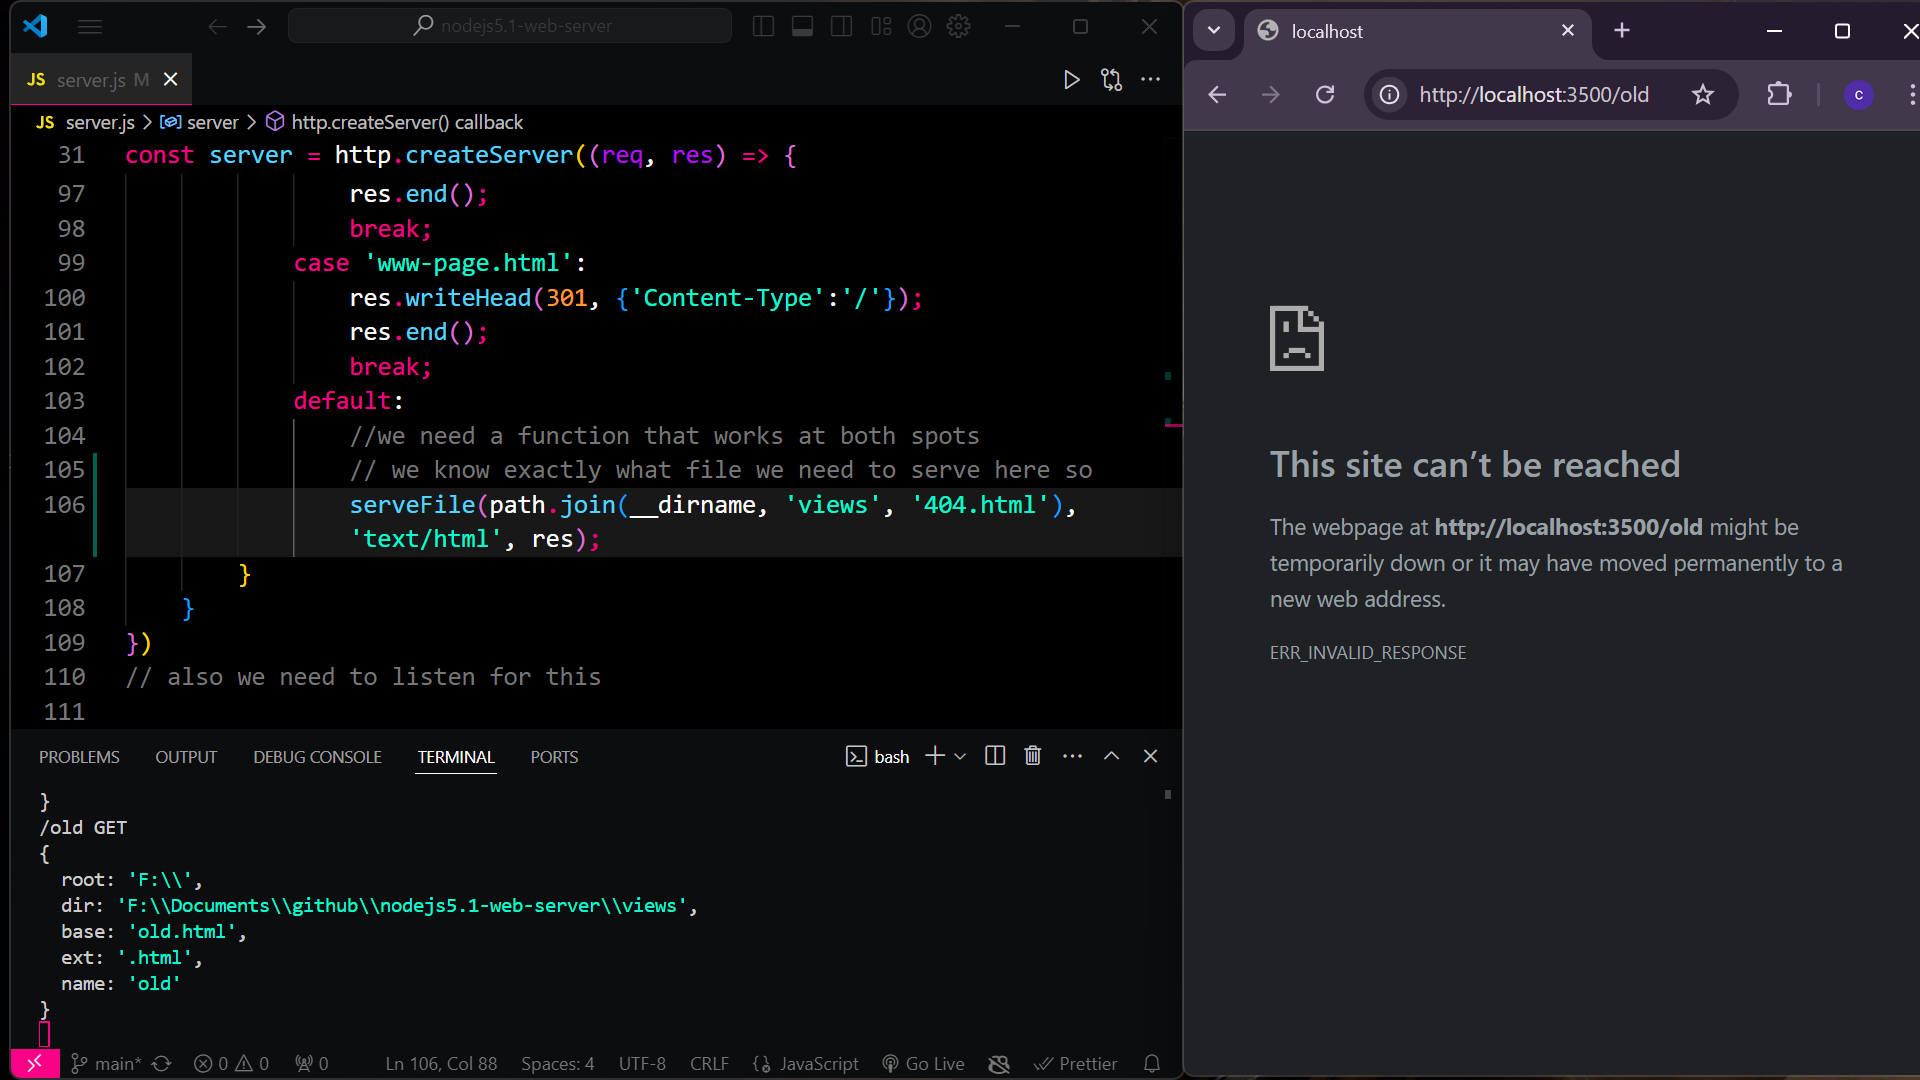 nodejs5.1-web-server
JS server.js M
JS server.js > server > http.createServer() callback
31 const server = http.createServer((req, res) => {
97 res.end();
98 break;
99 case 'www-page.html':
100 res.writeHead(301, {'Content-Type':'/'});
101 res.end();
102 break;
103 default:
104 //we need a function that works at both spots
105 // we know exactly what file we need to serve here so
106 serveFile(path.join(__dirname, 'views', '404.html'),
'text/html', res);
107 }
108 }
109 })
110 // also we need to listen for this
111
PROBLEMS OUTPUT DEBUG CONSOLE TERMINAL PORTS bash
}
/old GET
{
root: 'F:\\',
dir: 'F:\\Documents\\github\\nodejs5.1-web-server\\views',
base: 'old.html',
ext: '.html',
name: 'old'
}
main* 0 0 0 Ln 106, Col 88 Spaces: 4 UTF-8 CRLF {} JavaScript Go Live Prettier
localhost
http://localhost:3500/old
c
This site can’t be reached
The webpage at http://localhost:3500/old might be
temporarily down or it may have moved permanently to a
new web address.
ERR_INVALID_RESPONSE